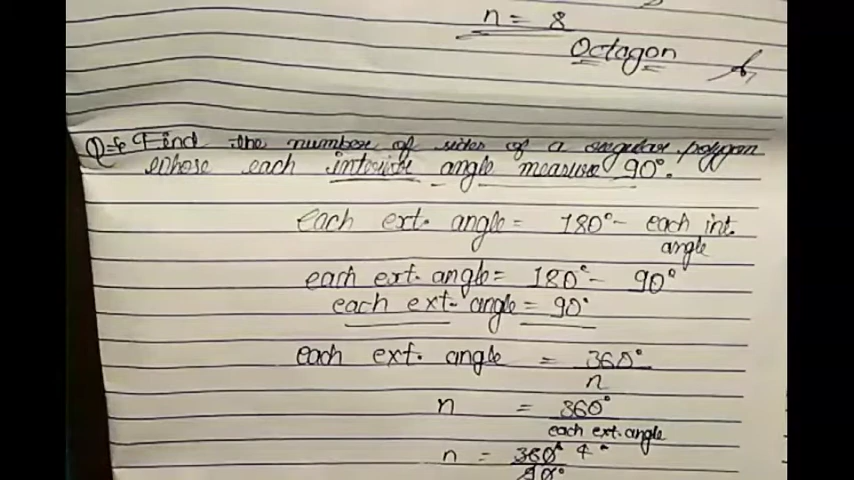 n = 8
Octagon
Q=4 Find the number of sides of a regular polygon
whose each interior angle measure 90°.
each ext. angle = 180° - each int.
angle
each ext. angle = 180° - 90°
each ext. angle = 90°
each ext. angle = 360°
n
n = 360°
each ext. angle
n = 360° 4
90°